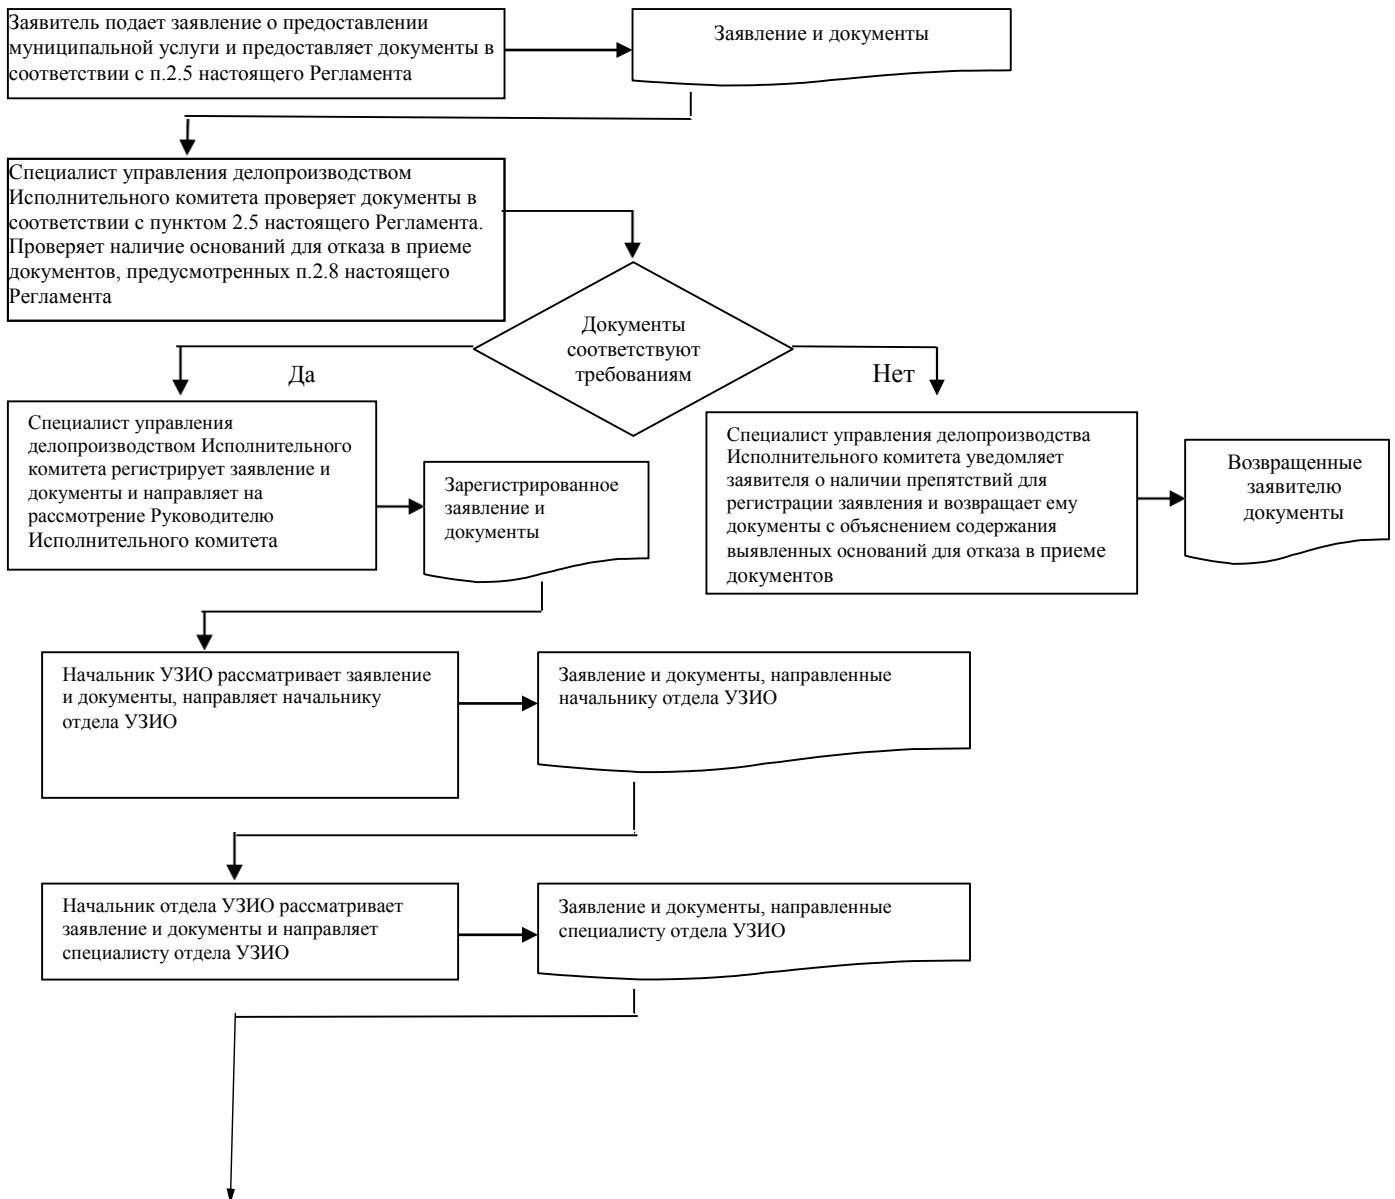 Заявитель подает заявление о предоставлении
муниципальной услуги и предоставляет документы в
соответствии с п.2.5 настоящего Регламента
Заявление и документы
Специалист управления делопроизводством
Исполнительного комитета проверяет документы в
соответствии с пунктом 2.5 настоящего Регламента.
Проверяет наличие оснований для отказа в приеме
документов, предусмотренных п.2.8 настоящего
Регламента
Документы
соответствуют
требованиям
Да
Нет
Специалист управления
делопроизводством Исполнительного
комитета регистрирует заявление и
документы и направляет на
рассмотрение Руководителю
Исполнительного комитета
Зарегистрированное
заявление и
документы
Специалист управления делопроизводства
Исполнительного комитета уведомляет
заявителя о наличии препятствий для
регистрации заявления и возвращает ему
документы с объяснением содержания
выявленных оснований для отказа в приеме
документов
Возвращенные
заявителю
документы
Начальник УЗИО рассматривает заявление
и документы, направляет начальнику
отдела УЗИО
Заявление и документы, направленные
начальнику отдела УЗИО
Начальник отдела УЗИО рассматривает
заявление и документы и направляет
специалисту отдела УЗИО
Заявление и документы, направленные
специалисту отдела УЗИО